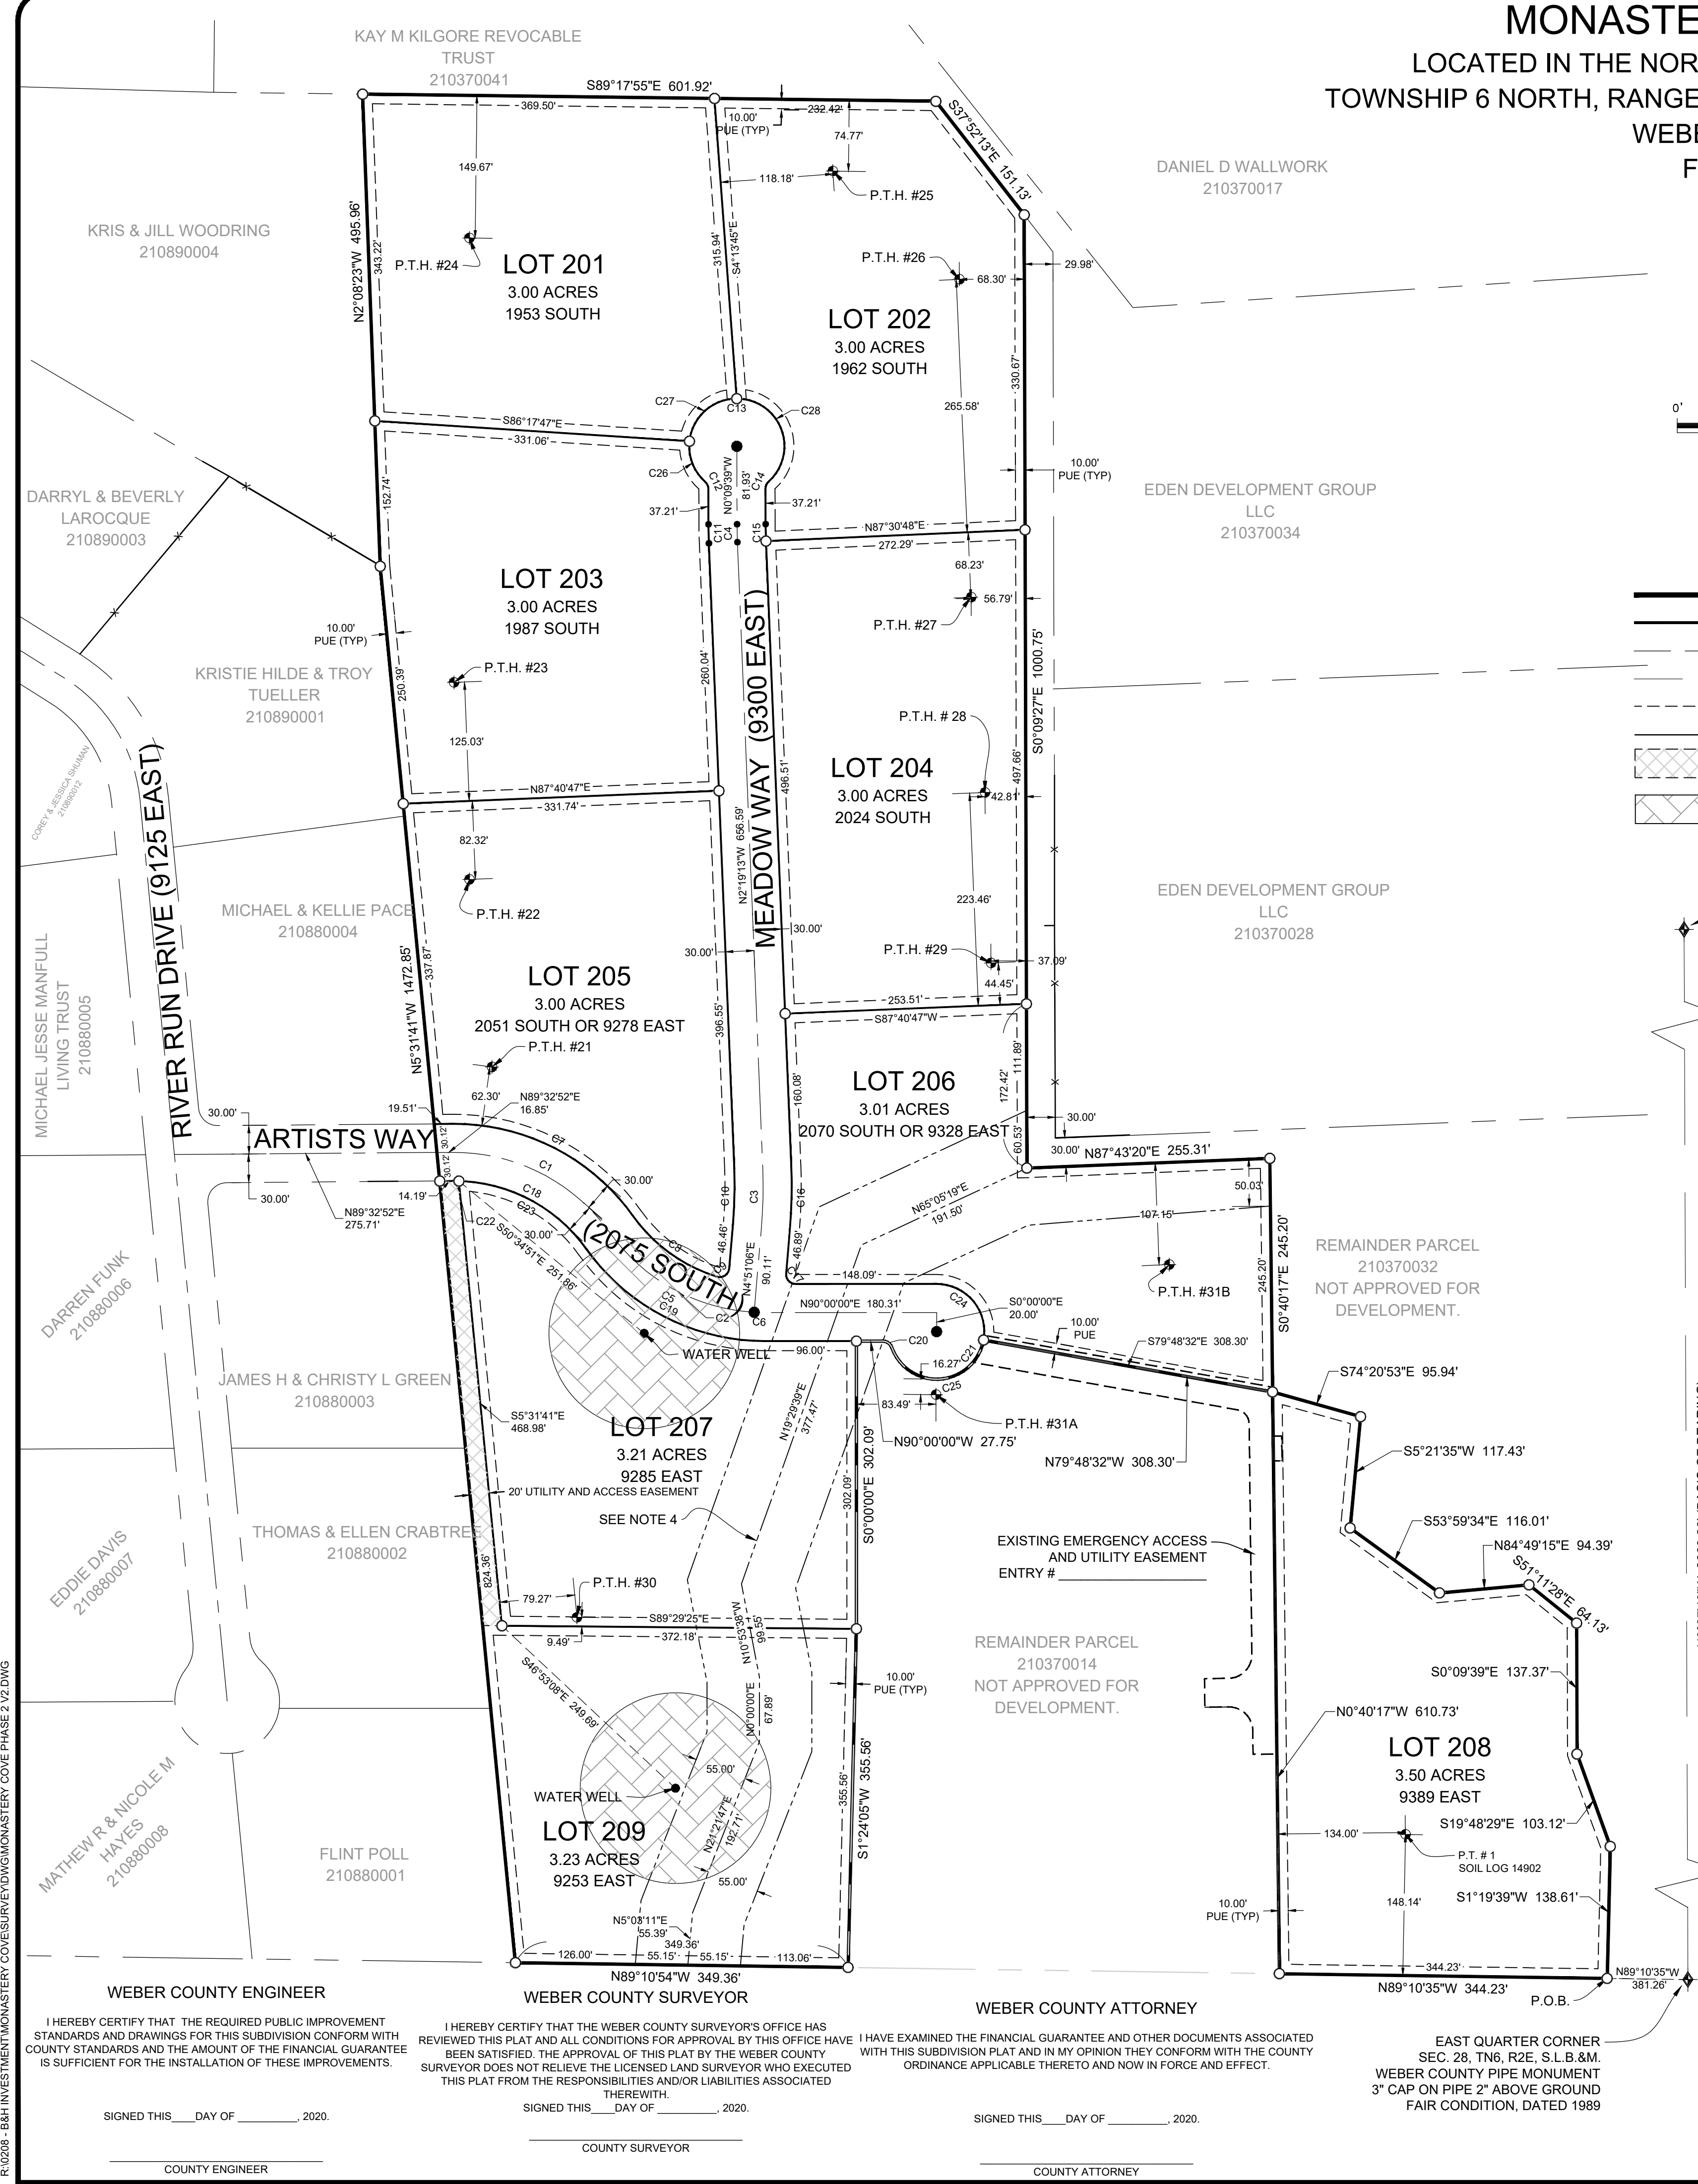 MONASTE
LOCATED IN THE NOR
TOWNSHIP 6 NORTH, RANGE
WEBE
F
KAY M KILGORE REVOCABLE
TRUST
210370041
S89°17'55"E 601.92'
369.50'
232.42'
10.00'
PUE (TYP)
74.77'
S37°52'13"E 151.13'
149.67'
118.18'
P.T.H. #25
DANIEL D WALLWORK
210370017
KRIS & JILL WOODRING
210890004
N2°08'23"W 495.96'
343.22'
P.T.H. #24
LOT 201
3.00 ACRES
1953 SOUTH
315.94'
S4°13'45"E
P.T.H. #26
68.30'
29.98'
LOT 202
3.00 ACRES
1962 SOUTH
330.67'
265.58'
C27
C13
C28
0'
S86°17'47"E
331.06'
C26
C12
N0°09'39"W
81.93'
C14
10.00'
PUE (TYP)
DARRYL & BEVERLY
LAROCQUE
210890003
152.74'
37.21'
37.21'
C11
C4
C15
N87°30'48"E
272.29'
EDEN DEVELOPMENT GROUP
LLC
210370034
LOT 203
3.00 ACRES
1987 SOUTH
68.23'
56.79'
P.T.H. #27
10.00'
PUE (TYP)
KRISTIE HILDE & TROY
TUELLER
210890001
250.39'
P.T.H. #23
260.04'
MEADOW WAY (9300 EAST)
S0°09'27"E 1000.75'
125.03'
P.T.H. # 28
COREY & JESSICA SHUMAN
210890012
RIVER RUN DRIVE (9125 EAST)
N87°40'47"E
331.74'
496.51'
497.66'
LOT 204
3.00 ACRES
2024 SOUTH
42.81'
82.32'
N2°19'13"W 656.59'
P.T.H. #22
223.46'
EDEN DEVELOPMENT GROUP
LLC
210370028
MICHAEL & KELLIE PACE
210880004
MICHAEL JESSE MANFULL
LIVING TRUST
210880005
N5°31'41"W 1472.85'
337.87'
30.00'
30.00'
P.T.H. #29
37.09'
44.45'
LOT 205
3.00 ACRES
2051 SOUTH OR 9278 EAST
396.55'
253.51'
S87°40'47"W
P.T.H. #21
62.30'
N89°32'52"E
16.85'
19.51'
LOT 206
3.01 ACRES
2070 SOUTH OR 9328 EAST
160.08'
111.89'
172.42'
60.53'
30.00'
30.00'
N87°43'20"E 255.31'
30.00'
ARTISTS WAY
30.12'
30.12'
C7
C1
30.00'
30.00'
14.19'
C18
C23
C22
30.00'
N89°32'52"E
275.71'
S50°34'51"E 251.86'
(2075 SOUTH)
C10
C3
C16
C8
C9
46.46'
46.89'
N4°51'06"E
90.11'
C17
N65°05'19"E
191.50'
50.03'
107.15'
P.T.H. #31B
245.20'
S0°40'17"E 245.20'
REMAINDER PARCEL
210370032
NOT APPROVED FOR
DEVELOPMENT.
DARREN FUNK
210880006
C5
C19
C2
C6
148.09'
N90°00'00"E 180.31'
C24
S0°00'00"E
20.00'
10.00'
PUE
S79°48'32"E 308.30'
WATER WELL
96.00'
C20
C21
16.27'
C25
83.49'
P.T.H. #31A
N90°00'00"W 27.75'
N79°48'32"W 308.30'
S74°20'53"E 95.94'
JAMES H & CHRISTY L GREEN
210880003
S5°31'41"E
468.98'
LOT 207
3.21 ACRES
9285 EAST
N19°29'39"E
377.47'
302.09'
S0°00'00"E 302.09'
S5°21'35"W 117.43'
20' UTILITY AND ACCESS EASEMENT
SEE NOTE 4
EXISTING EMERGENCY ACCESS
AND UTILITY EASEMENT
ENTRY # ____________________
S53°59'34"E 116.01'
N84°49'15"E 94.39'
S51°11'28"E 64.13'
THOMAS & ELLEN CRABTREE
210880002
EDDIE DAVIS
210880007
824.36'
P.T.H. #30
79.27'
S89°29'25"E
9.49'
372.18'
N10°53'38"W
99.55'
S46°53'08"E 249.69'
N0°00'00"E
67.89'
10.00'
PUE (TYP)
REMAINDER PARCEL
210370014
NOT APPROVED FOR
DEVELOPMENT.
S0°09'39"E 137.37'
N0°40'17"W 610.73'
LOT 208
3.50 ACRES
9389 EAST
S19°48'29"E 103.12'
134.00'
P.T. # 1
SOIL LOG 14902
148.14'
S1°19'39"W 138.61'
10.00'
PUE (TYP)
55.00'
WATER WELL
N21°21'47"E
192.71'
55.00'
LOT 209
3.23 ACRES
9253 EAST
355.56'
S1°24'05"W 355.56'
MATHEW R & NICOLE M
HAYES
210880008
FLINT POLL
210880001
N5°03'11"E
55.39'
349.36'
126.00'
55.15'
55.15'
113.06'
N89°10'54"W 349.36'
344.23'
N89°10'35"W 344.23'
N89°10'35"W
381.26'
P.O.B.
EAST QUARTER CORNER
SEC. 28, TN6, R2E, S.L.B.&M.
WEBER COUNTY PIPE MONUMENT
3" CAP ON PIPE 2" ABOVE GROUND
FAIR CONDITION, DATED 1989
WEBER COUNTY ENGINEER
I HEREBY CERTIFY THAT THE REQUIRED PUBLIC IMPROVEMENT
STANDARDS AND DRAWINGS FOR THIS SUBDIVISION CONFORM WITH
COUNTY STANDARDS AND THE AMOUNT OF THE FINANCIAL GUARANTEE
IS SUFFICIENT FOR THE INSTALLATION OF THESE IMPROVEMENTS.
SIGNED THIS____DAY OF __________, 2020.
COUNTY ENGINEER
WEBER COUNTY SURVEYOR
I HEREBY CERTIFY THAT THE WEBER COUNTY SURVEYOR'S OFFICE HAS
REVIEWED THIS PLAT AND ALL CONDITIONS FOR APPROVAL BY THIS OFFICE HAVE
BEEN SATISFIED. THE APPROVAL OF THIS PLAT BY THE WEBER COUNTY
SURVEYOR DOES NOT RELIEVE THE LICENSED LAND SURVEYOR WHO EXECUTED
THIS PLAT FROM THE RESPONSIBILITIES AND/OR LIABILITIES ASSOCIATED
THEREWITH.
SIGNED THIS____DAY OF __________, 2020.
COUNTY SURVEYOR
WEBER COUNTY ATTORNEY
I HAVE EXAMINED THE FINANCIAL GUARANTEE AND OTHER DOCUMENTS ASSOCIATED
WITH THIS SUBDIVISION PLAT AND IN MY OPINION THEY CONFORM WITH THE COUNTY
ORDINANCE APPLICABLE THERETO AND NOW IN FORCE AND EFFECT.
SIGNED THIS____DAY OF __________, 2020.
COUNTY ATTORNEY
R:\0208 - B&H INVESTMENT\MONASTERY COVE\SURVEY\DWG\MONASTERY COVE PHASE 2 V2.DWG